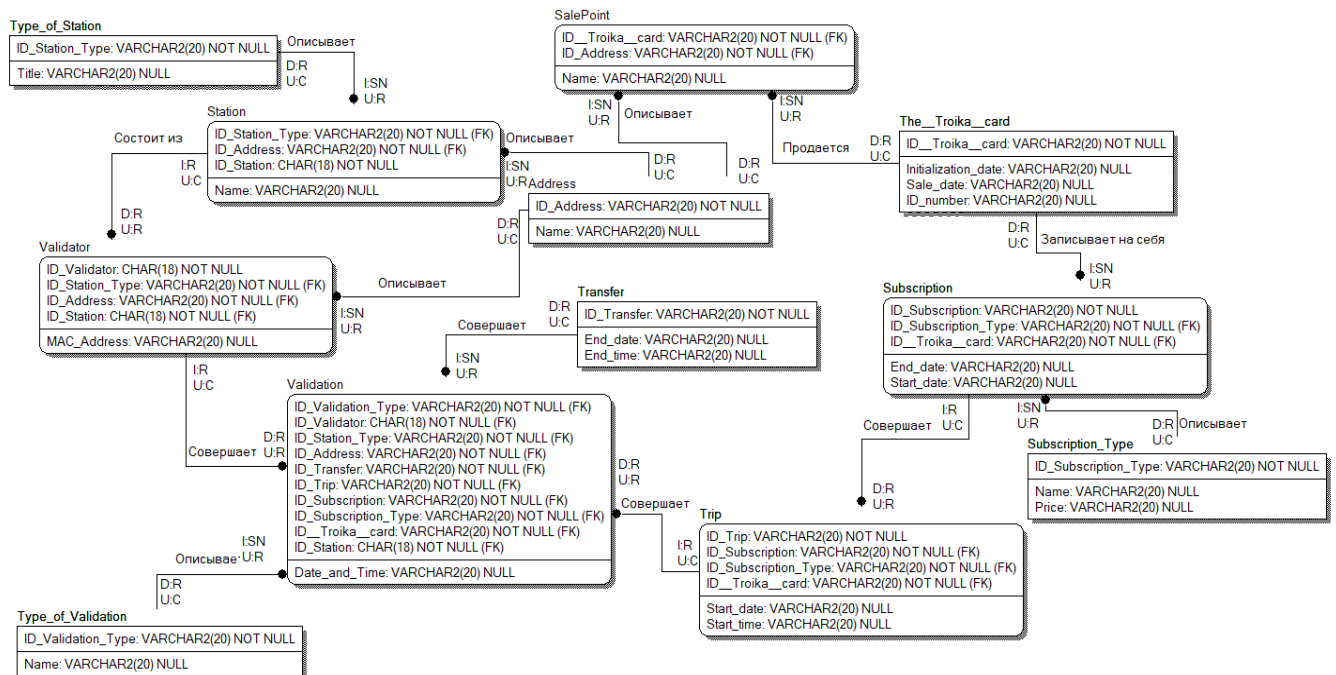 Type_of_Station
ID_Station_Type: VARCHAR2(20) NOT NULL
Title: VARCHAR2(20) NULL
Описывает
D:R
U:C
I:SN
U:R
SalePoint
ID__Troika__card: VARCHAR2(20) NOT NULL (FK)
ID_Address: VARCHAR2(20) NOT NULL (FK)
Name: VARCHAR2(20) NULL
I:SN
U:R
Описывает
D:R
U:C
I:SN
U:R
Продается
D:R
U:C
The__Troika__card
ID__Troika__card: VARCHAR2(20) NOT NULL
Initialization_date: VARCHAR2(20) NULL
Sale_date: VARCHAR2(20) NULL
ID_number: VARCHAR2(20) NULL
D:R
U:C
Записывает на себя
I:SN
U:R
Station
ID_Station_Type: VARCHAR2(20) NOT NULL (FK)
ID_Address: VARCHAR2(20) NOT NULL (FK)
ID_Station: CHAR(18) NOT NULL
Name: VARCHAR2(20) NULL
Состоит из
I:R
U:C
D:R
U:R
Описывает
I:SN
U:R
D:R
U:C
Address
ID_Address: VARCHAR2(20) NOT NULL
Name: VARCHAR2(20) NULL
D:R
U:C
Описывает
I:SN
U:R
Validator
ID_Validator: CHAR(18) NOT NULL
ID_Station_Type: VARCHAR2(20) NOT NULL (FK)
ID_Address: VARCHAR2(20) NOT NULL (FK)
ID_Station: CHAR(18) NOT NULL (FK)
MAC_Address: VARCHAR2(20) NULL
I:R
U:C
Совершает
D:R
U:R
Transfer
ID_Transfer: VARCHAR2(20) NOT NULL
End_date: VARCHAR2(20) NULL
End_time: VARCHAR2(20) NULL
D:R
U:C
Совершает
I:SN
U:R
Subscription
ID_Subscription: VARCHAR2(20) NOT NULL
ID_Subscription_Type: VARCHAR2(20) NOT NULL (FK)
ID__Troika__card: VARCHAR2(20) NOT NULL (FK)
End_date: VARCHAR2(20) NULL
Start_date: VARCHAR2(20) NULL
I:R
U:C
Совершает
D:R
U:R
I:SN
U:R
D:R
U:C
Описывает
Subscription_Type
ID_Subscription_Type: VARCHAR2(20) NOT NULL
Name: VARCHAR2(20) NULL
Price: VARCHAR2(20) NULL
Validation
ID_Validation_Type: VARCHAR2(20) NOT NULL (FK)
ID_Validator: CHAR(18) NOT NULL (FK)
ID_Station_Type: VARCHAR2(20) NOT NULL (FK)
ID_Address: VARCHAR2(20) NOT NULL (FK)
ID_Transfer: VARCHAR2(20) NOT NULL (FK)
ID_Trip: VARCHAR2(20) NOT NULL (FK)
ID_Subscription: VARCHAR2(20) NOT NULL (FK)
ID_Subscription_Type: VARCHAR2(20) NOT NULL (FK)
ID__Troika__card: VARCHAR2(20) NOT NULL (FK)
ID_Station: CHAR(18) NOT NULL (FK)
Date_and_Time: VARCHAR2(20) NULL
D:R
U:R
Совершает
I:R
U:C
Trip
ID_Trip: VARCHAR2(20) NOT NULL
ID_Subscription: VARCHAR2(20) NOT NULL (FK)
ID_Subscription_Type: VARCHAR2(20) NOT NULL (FK)
ID__Troika__card: VARCHAR2(20) NOT NULL (FK)
Start_date: VARCHAR2(20) NULL
Start_time: VARCHAR2(20) NULL
I:SN
U:R
Описывае
D:R
U:C
Type_of_Validation
ID_Validation_Type: VARCHAR2(20) NOT NULL
Name: VARCHAR2(20) NULL